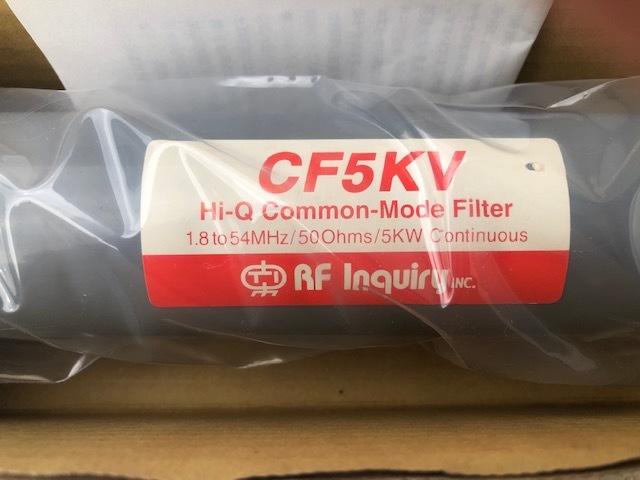 CF5KV
Hi-Q Common-Mode Filter
1.8 to 54MHz/50Ohms/5KW Continuous
RF Inquiry INC.